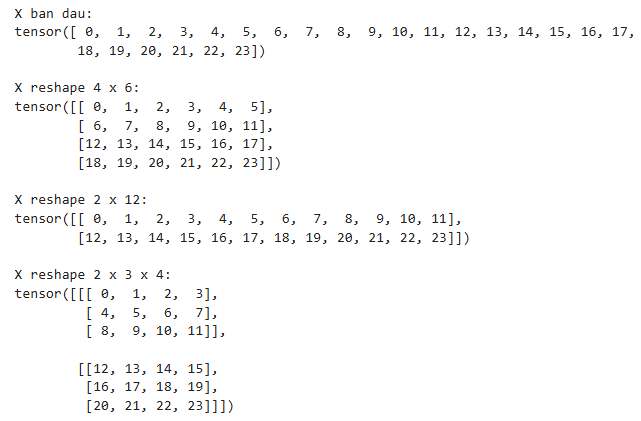 X ban dau:
tensor([ 0,  1,  2,  3,  4,  5,  6,  7,  8,  9, 10, 11, 12, 13, 14, 15, 16, 17,
        18, 19, 20, 21, 22, 23])

X reshape 4 x 6:
tensor([[ 0,  1,  2,  3,  4,  5],
        [ 6,  7,  8,  9, 10, 11],
        [12, 13, 14, 15, 16, 17],
        [18, 19, 20, 21, 22, 23]])

X reshape 2 x 12:
tensor([[ 0,  1,  2,  3,  4,  5,  6,  7,  8,  9, 10, 11],
        [12, 13, 14, 15, 16, 17, 18, 19, 20, 21, 22, 23]])

X reshape 2 x 3 x 4:
tensor([[[ 0,  1,  2,  3],
         [ 4,  5,  6,  7],
         [ 8,  9, 10, 11]],

        [[12, 13, 14, 15],
         [16, 17, 18, 19],
         [20, 21, 22, 23]]])